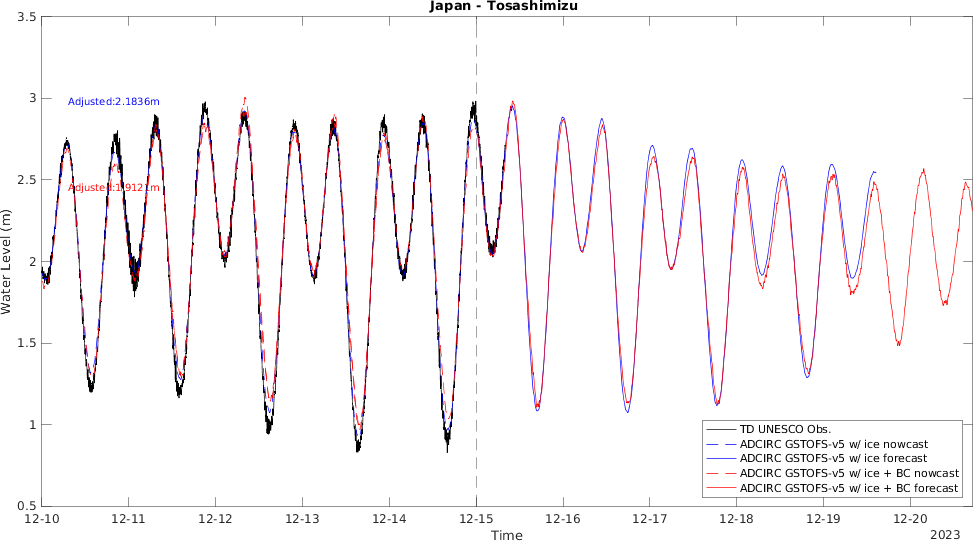 Japan - Tosashimizu
Water Level (m)
3.5
3
2.5
2
1.5
1
0.5
Adjusted:2.1836m
Adjusted:1.9121m
TD UNESCO Obs.
ADCIRC GSTOFS-v5 w/ ice nowcast
ADCIRC GSTOFS-v5 w/ ice forecast
ADCIRC GSTOFS-v5 w/ ice + BC nowcast
ADCIRC GSTOFS-v5 w/ ice + BC forecast
12-10 12-11 12-12 12-13 12-14 12-15 12-16 12-17 12-18 12-19 12-20
Time
2023